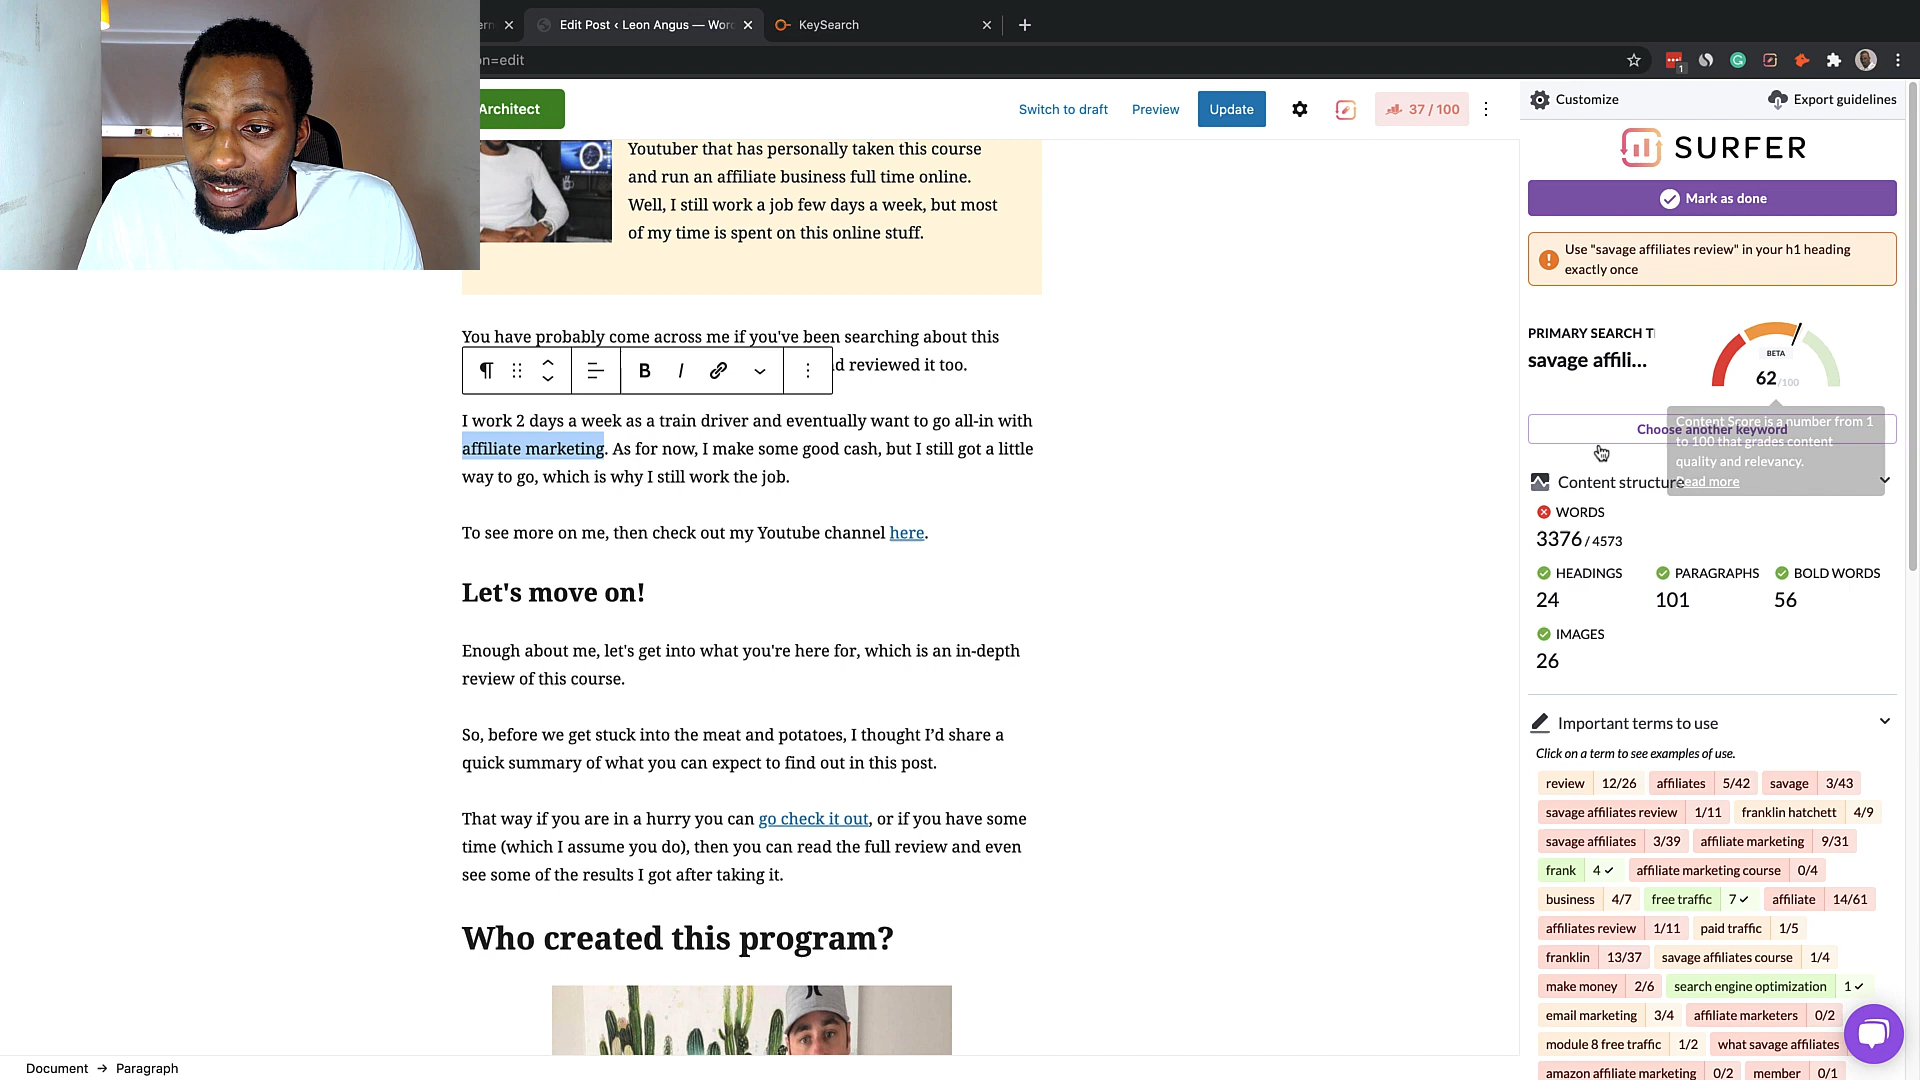 Edit Post ‹ Leon Angus — Wor
KeySearch
n=edit
1
Architect
Switch to draft
Preview
Update
37 / 100
Customize
Export guidelines
SURFER
Mark as done
Use "savage affiliates review" in your h1 heading
exactly once
PRIMARY SEARCH T
savage affili...
BETA
62/100
Choose another keyword
Content Score is a number from 1
to 100 that grades content
quality and relevancy.
Read more
Content structure
WORDS
3376 / 4573
HEADINGS
24
PARAGRAPHS
101
BOLD WORDS
56
IMAGES
26
Important terms to use
Click on a term to see examples of use.
review 12/26 affiliates 5/42 savage 3/43
savage affiliates review 1/11 franklin hatchett 4/9
savage affiliates 3/39 affiliate marketing 9/31
frank 4 affiliate marketing course 0/4
business 4/7 free traffic 7 affiliate 14/61
affiliates review 1/11 paid traffic 1/5
franklin 13/37 savage affiliates course 1/4
make money 2/6 search engine optimization 1
email marketing 3/4 affiliate marketers 0/2
module 8 free traffic 1/2 what savage affiliates
amazon affiliate marketing 0/2 member 0/1
Youtuber that has personally taken this course
and run an affiliate business full time online.
Well, I still work a job few days a week, but most
of my time is spent on this online stuff.
You have probably come across me if you've been searching about this
d reviewed it too.
B I
I work 2 days a week as a train driver and eventually want to go all-in with
affiliate marketing. As for now, I make some good cash, but I still got a little
way to go, which is why I still work the job.
To see more on me, then check out my Youtube channel here.
Let's move on!
Enough about me, let's get into what you're here for, which is an in-depth
review of this course.
So, before we get stuck into the meat and potatoes, I thought I’d share a
quick summary of what you can expect to find out in this post.
That way if you are in a hurry you can go check it out, or if you have some
time (which I assume you do), then you can read the full review and even
see some of the results I got after taking it.
Who created this program?
Document → Paragraph